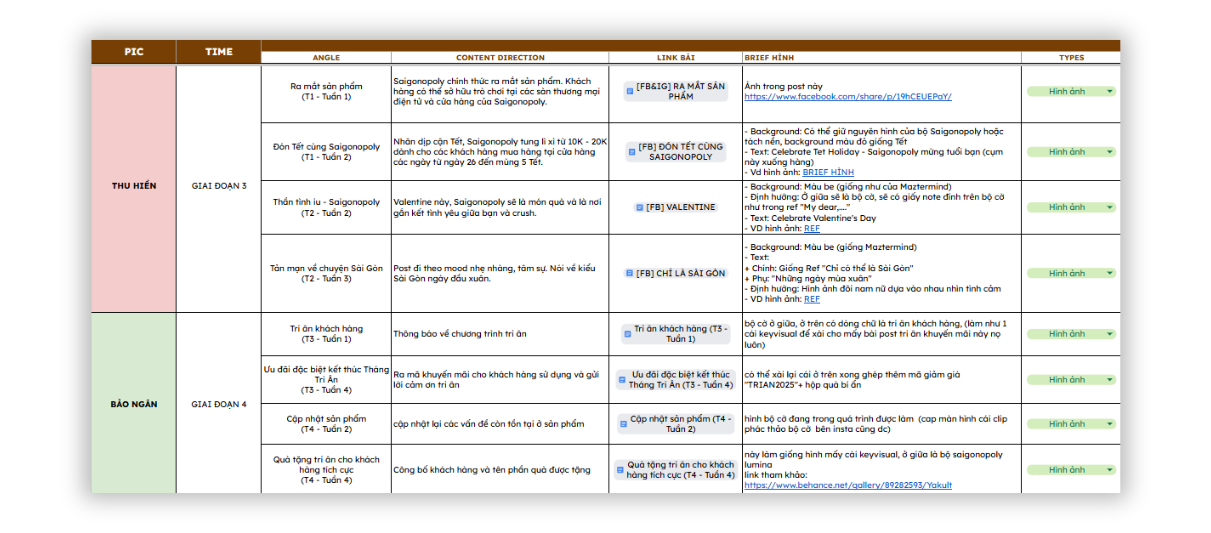 PIC
TIME
ANGLE
CONTENT DIRECTION
LINK BÀI
BRIEF HÌNH
TYPES
THU HIỀN
GIAI ĐOẠN 3
Ra mắt sản phẩm
(T1 - Tuần 1)
Saigonopoly chính thức ra mắt sản phẩm. Khách
hàng có thể sở hữu trò chơi tại các sàn thương mại
điện tử và cửa hàng của Saigonopoly.
[FB&IG] RA MẮT SẢN
PHẨM
Ảnh trong post này
https://www.facebook.com/share/p/19hCEUEPaY/
Hình ảnh
Đón Tết cùng Saigonopoly
(T1 - Tuần 2)
Nhân dịp cận Tết, Saigonopoly tung lì xì từ 10K - 20K
dành cho các khách hàng mua hàng tại cửa hàng
các ngày từ ngày 26 đến mùng 5 Tết.
[FB] ĐÓN TẾT CÙNG
SAIGONOPOLY
- Background: Có thể giữ nguyên hình của bộ Saigonopoly hoặc
tách nền, background màu đỏ giống Tết
- Text: Celebrate Tet Holiday - Saigonopoly mừng tuổi bạn (cụm
này xuống hàng)
- Vd hình ảnh: BRIEF HÌNH
Hình ảnh
Thần tình iu - Saigonopoly
(T2 - Tuần 2)
Valentine này, Saigonopoly sẽ là món quà và là nơi
gắn kết tình yêu giữa bạn và crush.
[FB] VALENTINE
- Background: Màu be (giống như của Maztermind)
- Định hướng: Ở giữa sẽ là bộ cờ, sẽ có giấy note đính trên bộ cờ
như trong ref "My dear,...."
- Text: Celebrate Valentine's Day
- VD hình ảnh: REF
Hình ảnh
Tản mạn về chuyện Sài Gòn
(T2 - Tuần 3)
Post đi theo mood nhẹ nhàng, tâm sự. Nói về kiểu
Sài Gòn ngày đầu xuân.
[FB] CHỈ LÀ SÀI GÒN
- Background: Màu be (giống Maztermind)
- Text:
+ Chính: Giống Ref "Chỉ có thể là Sài Gòn"
+ Phụ: "Những ngày mùa xuân"
- Định hướng: Hình ảnh đôi nam nữ dựa vào nhau nhìn tình cảm
- VD hình ảnh: REF
Hình ảnh
BẢO NGÂN
GIAI ĐOẠN 4
Tri ân khách hàng
(T3 - Tuần 1)
Thông báo về chương trình tri ân
Tri ân khách hàng (T3 -
Tuần 1)
bộ cờ ở giữa, ở trên có dòng chữ là tri ân khách hàng, (làm như 1
cái keyvisual để xài cho mấy bài post tri ân khuyến mãi này nọ
luôn)
Hình ảnh
Ưu đãi đặc biệt kết thúc Tháng
Tri Ân
(T3 - Tuần 4)
Ra mã khuyến mãi cho khách hàng sử dụng và gửi
lời cảm ơn tri ân
Ưu đãi đặc biệt kết thúc
Tháng Tri Ân (T3 - Tuần 4)
có thể xài lại cái ở trên xong ghép thêm mã giảm giá
"TRIAN2025"+ hộp quà bí ẩn
Hình ảnh
Cập nhật sản phẩm
(T4 - Tuần 2)
cập nhật lại các vấn đề còn tồn tại ở sản phẩm
Cập nhật sản phẩm (T4 -
Tuần 2)
hình bộ cờ đang trong quá trình được làm (cap màn hình cái clip
phác thảo bộ cờ bên insta cũng dc)
Hình ảnh
Quà tặng tri ân cho khách
hàng tích cực
(T4 - Tuần 4)
Công bố khách hàng và tên phần quà được tặng
Quà tặng tri ân cho khách
hàng tích cực (T4 - Tuần 4)
này làm giống hình mấy cái keyvisual, ở giữa là bộ saigonopoly
lumina
link tham khảo:
https://www.behance.net/gallery/89282593/Yakult
Hình ảnh